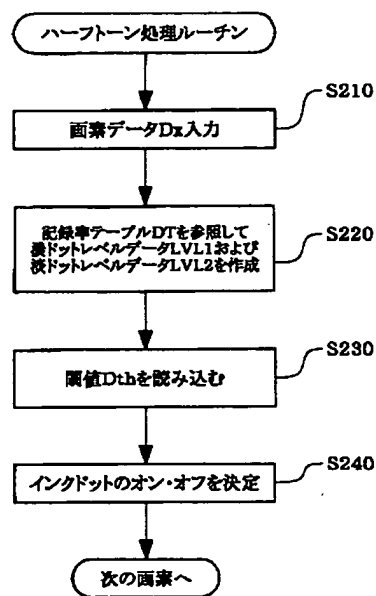 ハーフトーン処理ルーチン
S210
画素データDx入力
S220
記録率テーブルDTを参照して
濃ドットレベルデータLVL1および
淡ドットレベルデータLVL2を作成
S230
閾値Dthを読み込む
S240
インクドットのオン・オフを決定
次の画素へ